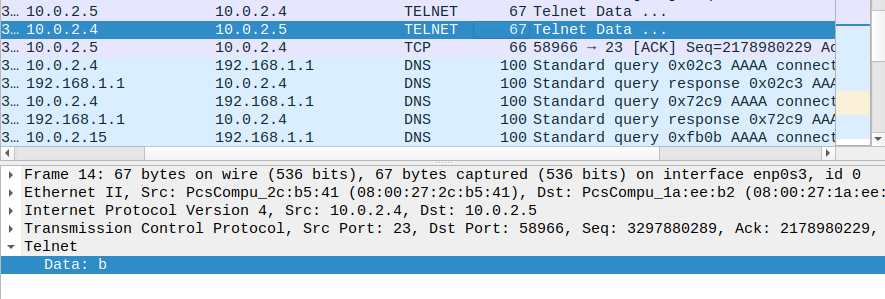 3… 10.0.2.5 10.0.2.4 TELNET 67 Telnet Data ...
3… 10.0.2.4 10.0.2.5 TELNET 67 Telnet Data ...
3… 10.0.2.5 10.0.2.4 TCP 66 58966 → 23 [ACK] Seq=2178980229 Ac
3… 10.0.2.4 192.168.1.1 DNS 100 Standard query 0x02c3 AAAA connect
3… 192.168.1.1 10.0.2.4 DNS 100 Standard query response 0x02c3 AAA
3… 10.0.2.4 192.168.1.1 DNS 100 Standard query 0x72c9 AAAA connect
3… 192.168.1.1 10.0.2.4 DNS 100 Standard query response 0x72c9 AAA
3… 10.0.2.15 192.168.1.1 DNS 100 Standard query 0xfb0b AAAA connect
Frame 14: 67 bytes on wire (536 bits), 67 bytes captured (536 bits) on interface enp0s3, id 0
Ethernet II, Src: PcsCompu_2c:b5:41 (08:00:27:2c:b5:41), Dst: PcsCompu_1a:ee:b2 (08:00:27:1a:ee:
Internet Protocol Version 4, Src: 10.0.2.4, Dst: 10.0.2.5
Transmission Control Protocol, Src Port: 23, Dst Port: 58966, Seq: 3297880289, Ack: 2178980229,
Telnet
Data: b